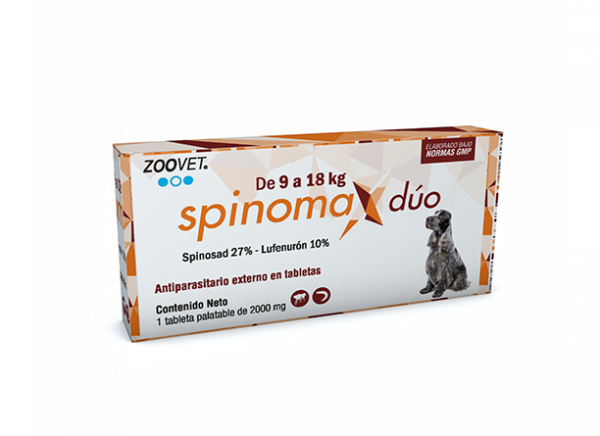 ZOOVET
ELABORADO BAJO
NORMAS GMP
De 9 a 18 kg
spinomax dúo
Spinosad 27% - Lufenurón 10%
Antiparasitario externo en tabletas
Contenido Neto
1 tableta palatable de 2000 mg